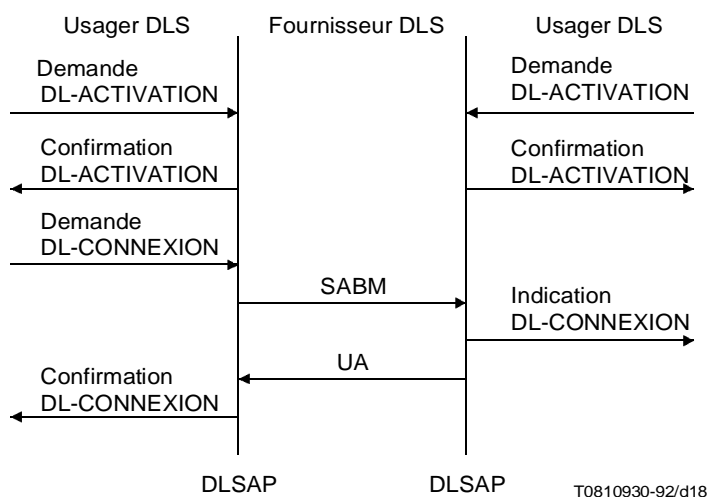 Usager DLS Fournisseur DLS Usager DLS
Demande
DL-ACTIVATION
Demande
DL-ACTIVATION
Confirmation
DL-ACTIVATION
Confirmation
DL-ACTIVATION
Demande
DL-CONNEXION
SABM
Indication
DL-CONNEXION
UA
Confirmation
DL-CONNEXION
DLSAP DLSAP T0810930-92/d18